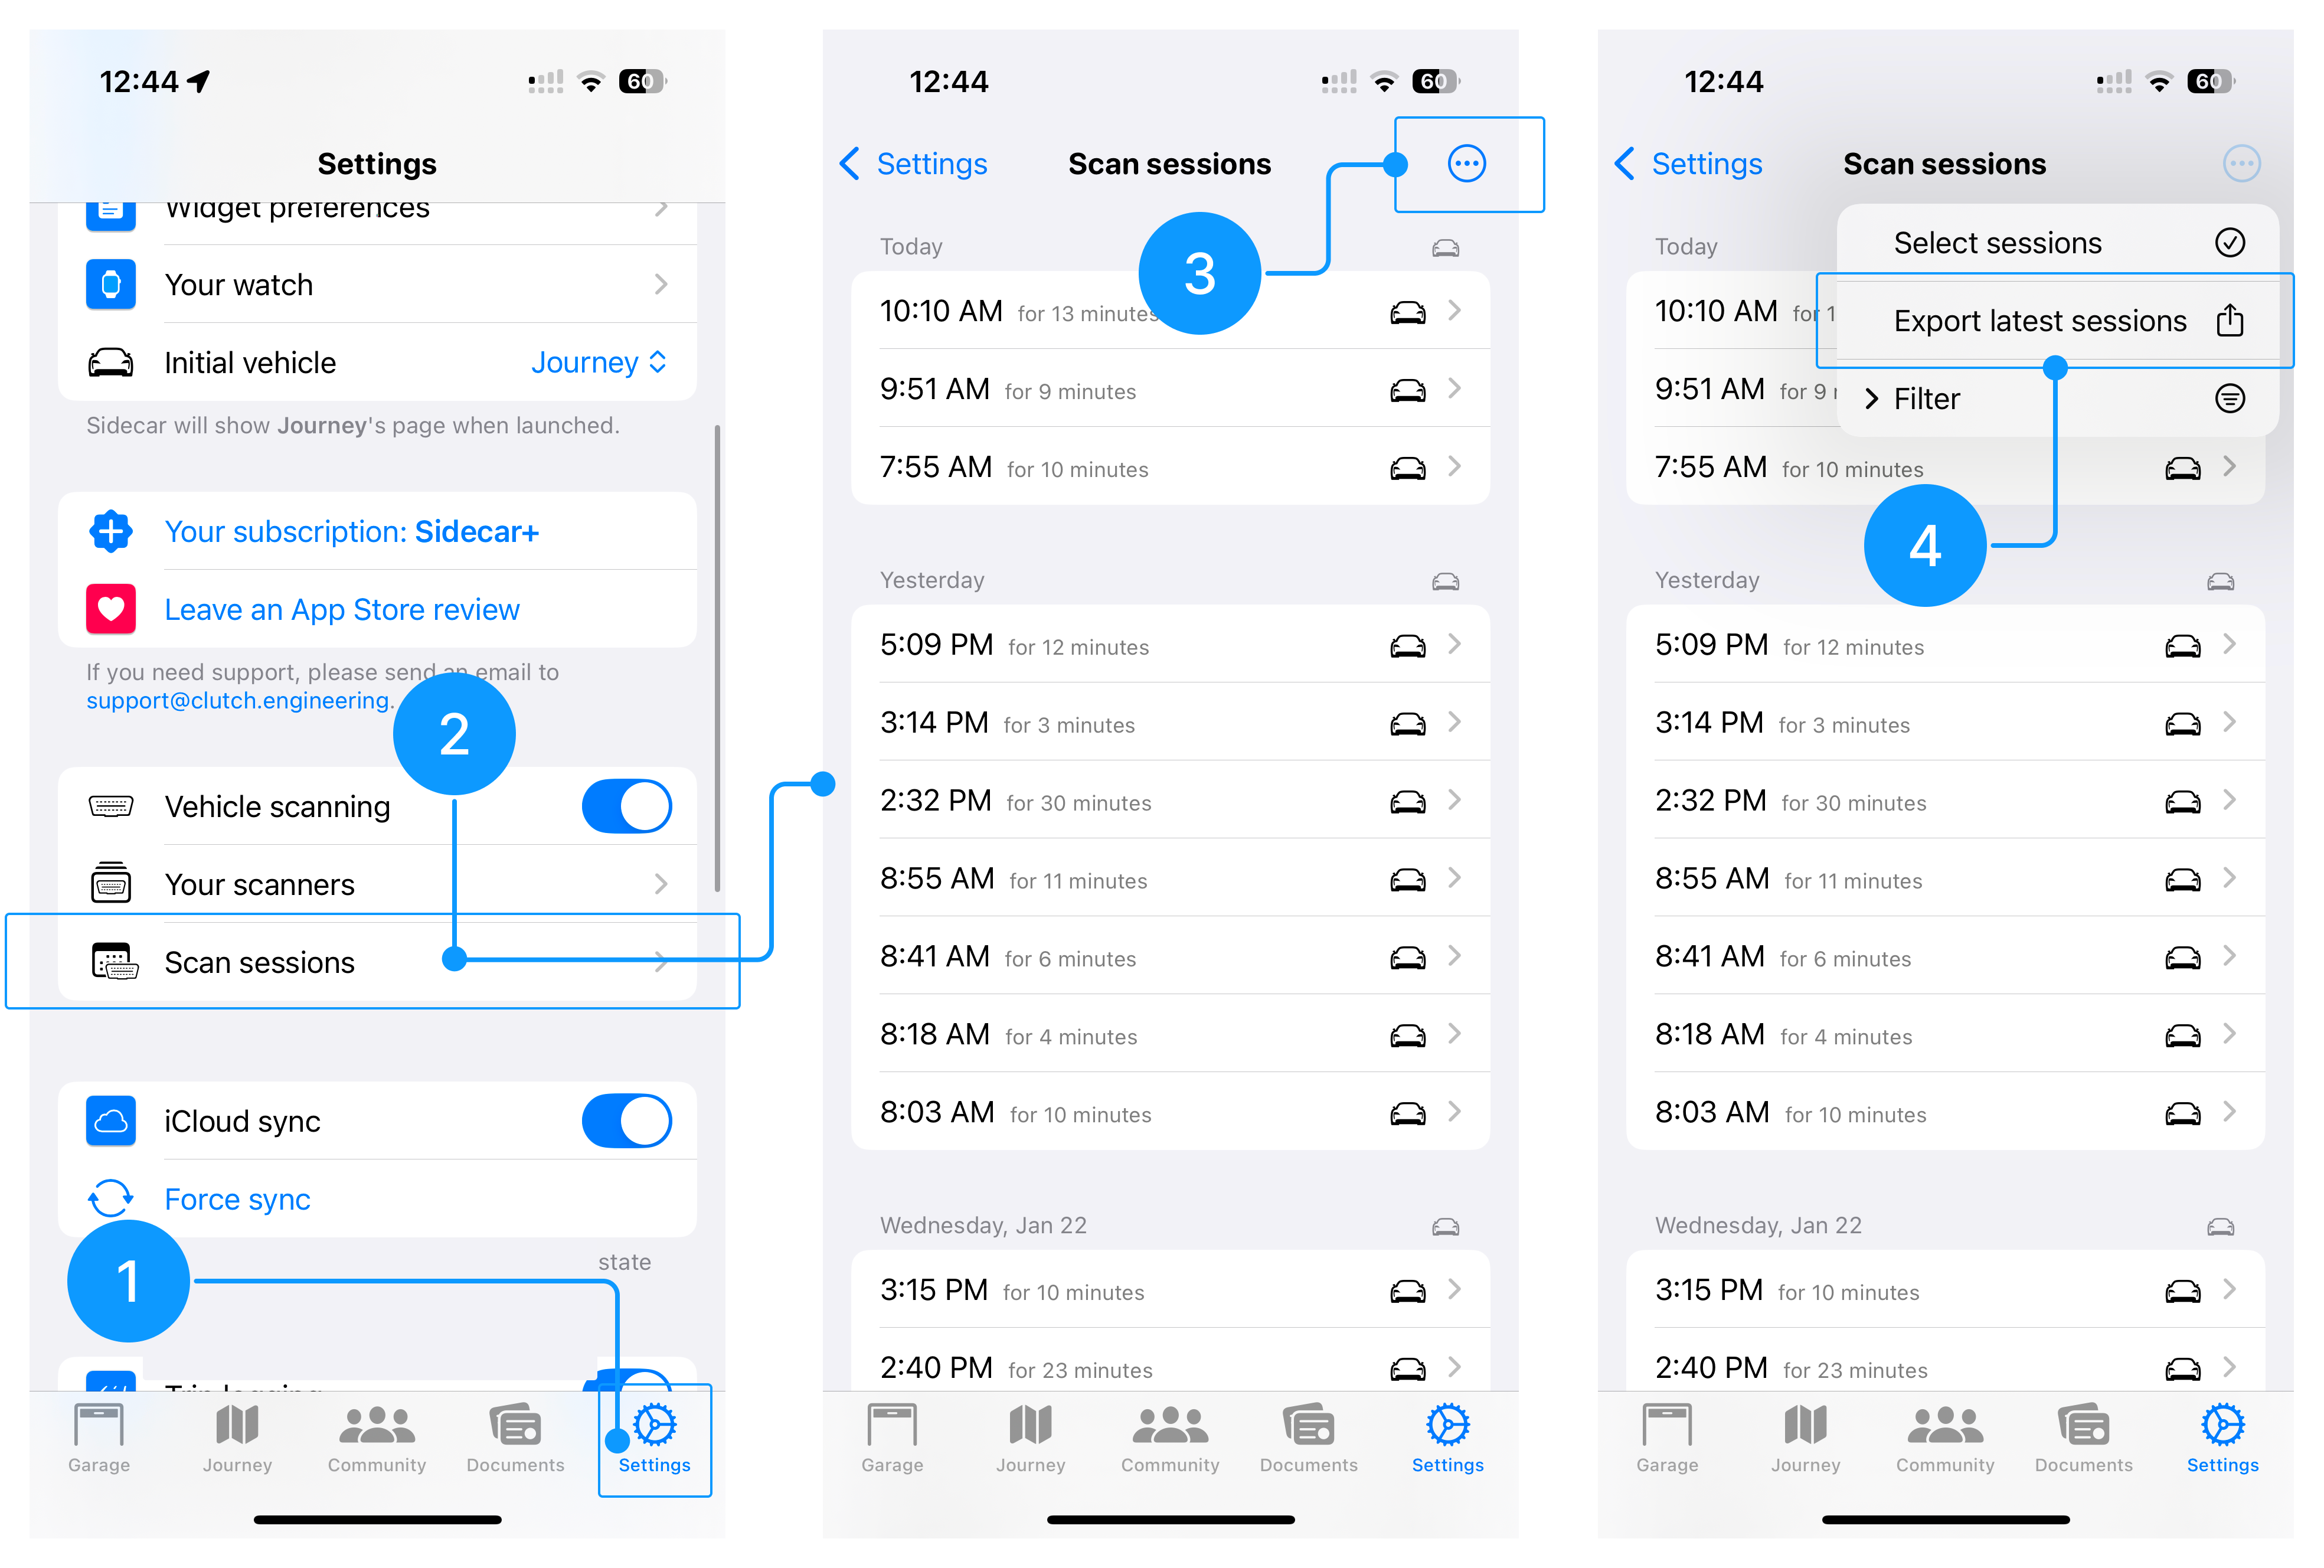 12:44
60
Settings
Widget preferences
Your watch
Initial vehicle Journey
Sidecar will show Journey's page when launched.
Your subscription: Sidecar+
Leave an App Store review
If you need support, please send an email to
support@clutch.engineering.
2
Vehicle scanning
Your scanners
Scan sessions
iCloud sync
Force sync
1
state
Trip logging
Garage
Journey
Community
Documents
Settings
12:44
60
Settings
Scan sessions
3
Today
10:10 AM for 13 minutes
9:51 AM for 9 minutes
7:55 AM for 10 minutes
Yesterday
5:09 PM for 12 minutes
3:14 PM for 3 minutes
2:32 PM for 30 minutes
8:55 AM for 11 minutes
8:41 AM for 6 minutes
8:18 AM for 4 minutes
8:03 AM for 10 minutes
Wednesday, Jan 22
3:15 PM for 10 minutes
2:40 PM for 23 minutes
Garage
Journey
Community
Documents
Settings
12:44
60
Settings
Scan sessions
Select sessions
Export latest sessions
Filter
4
Today
10:10 AM for 1
9:51 AM for 9
7:55 AM for 10 minutes
Yesterday
5:09 PM for 12 minutes
3:14 PM for 3 minutes
2:32 PM for 30 minutes
8:55 AM for 11 minutes
8:41 AM for 6 minutes
8:18 AM for 4 minutes
8:03 AM for 10 minutes
Wednesday, Jan 22
3:15 PM for 10 minutes
2:40 PM for 23 minutes
Garage
Journey
Community
Documents
Settings